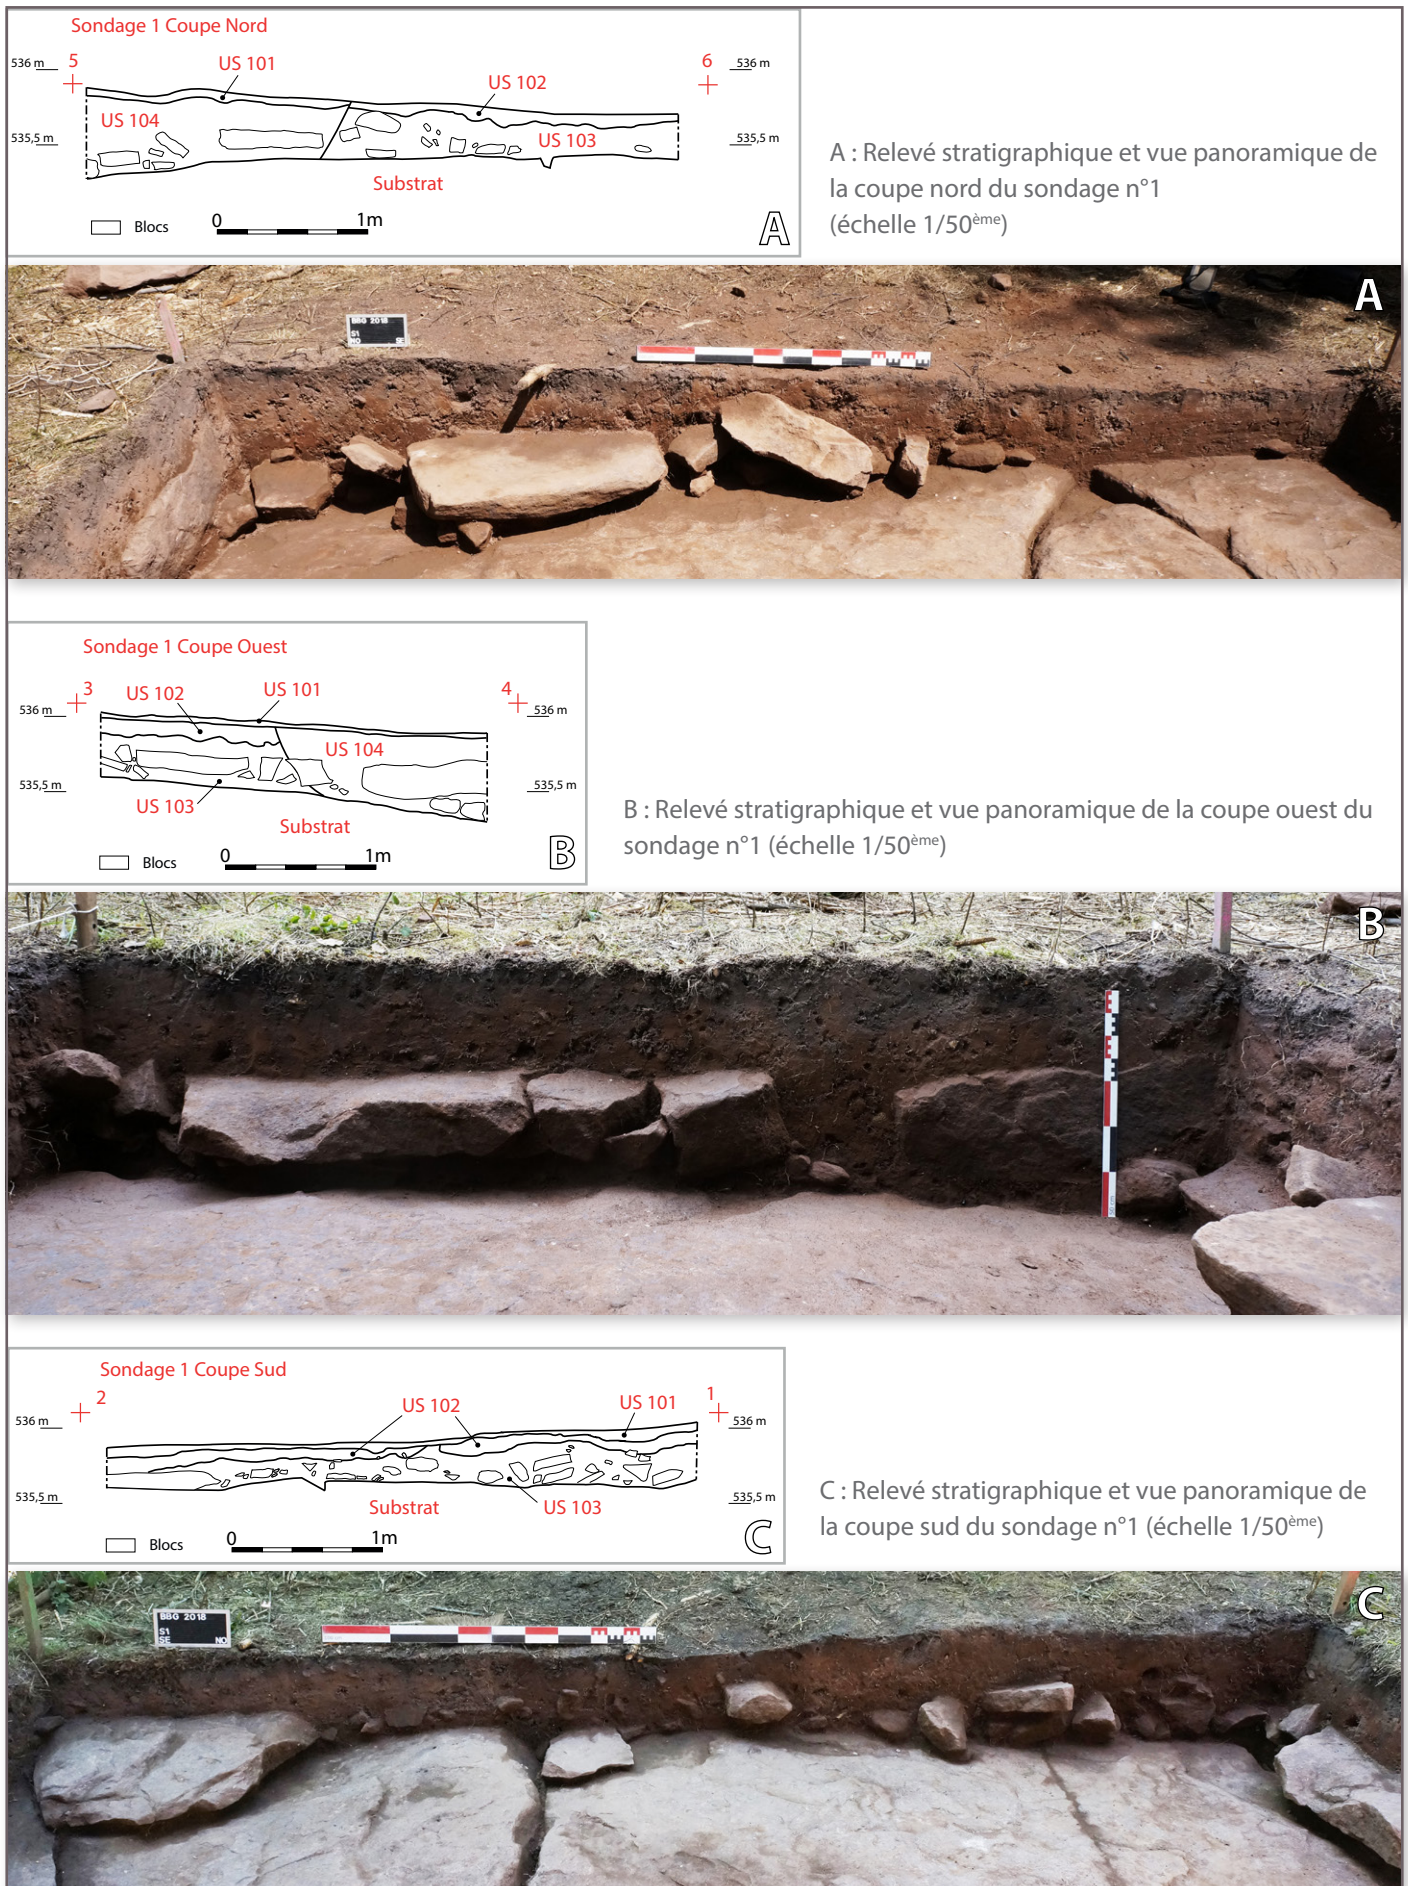 Sondage 1 Coupe Nord
536 m
5
US 101
US 102
6
536 m
US 104
535,5 m
US 103
535,5 m
Substrat
Blocs
0
1m
A
A : Relevé stratigraphique et vue panoramique de
la coupe nord du sondage n°1
(échelle 1/50ème)
A
BBG 2018
S1
NO SE
Sondage 1 Coupe Ouest
3
US 102
US 101
4
536 m
536 m
US 104
535,5 m
535,5 m
US 103
Substrat
Blocs
0
1m
B
B : Relevé stratigraphique et vue panoramique de la coupe ouest du
sondage n°1 (échelle 1/50ème)
B
Sondage 1 Coupe Sud
2
US 102
US 101
1
536 m
536 m
535,5 m
Substrat
US 103
Blocs
0
1m
C
C : Relevé stratigraphique et vue panoramique de
la coupe sud du sondage n°1 (échelle 1/50ème)
C
BBG 2018
S1
SE NO